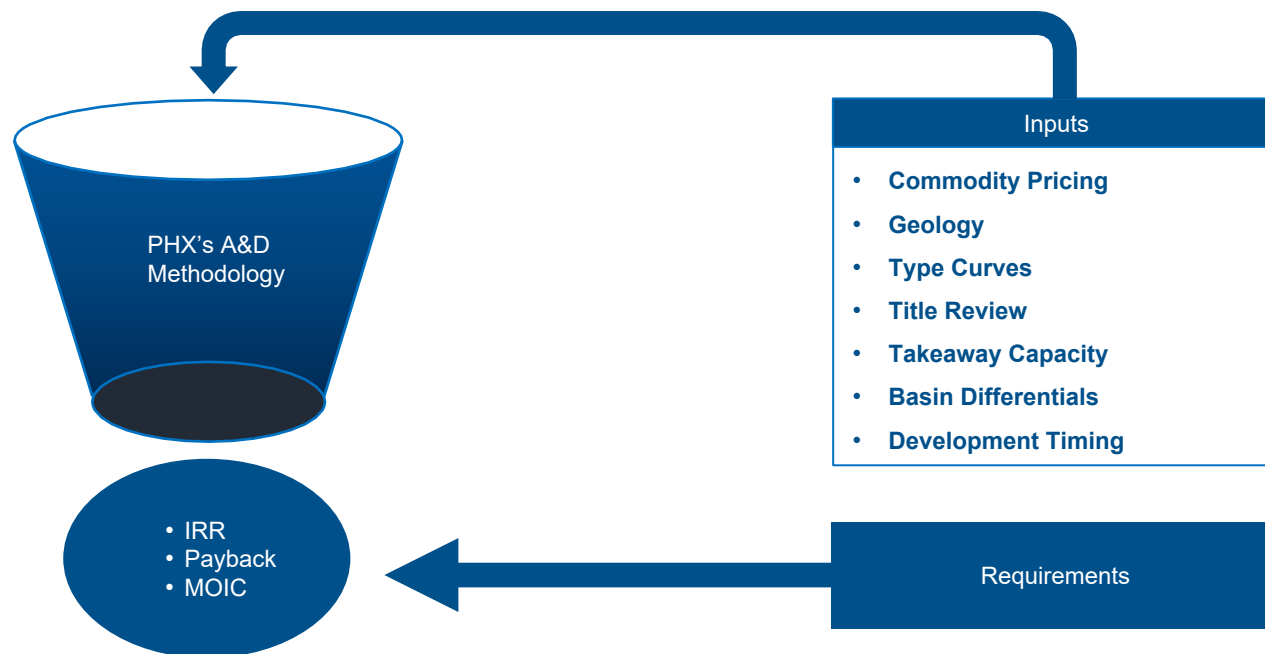 Inputs
• Commodity Pricing
• Geology
• Type Curves
• Title Review
• Takeaway Capacity
• Basin Differentials
• Development Timing
PHX's A&D
Methodology
• IRR
• Payback
• MOIC
Requirements